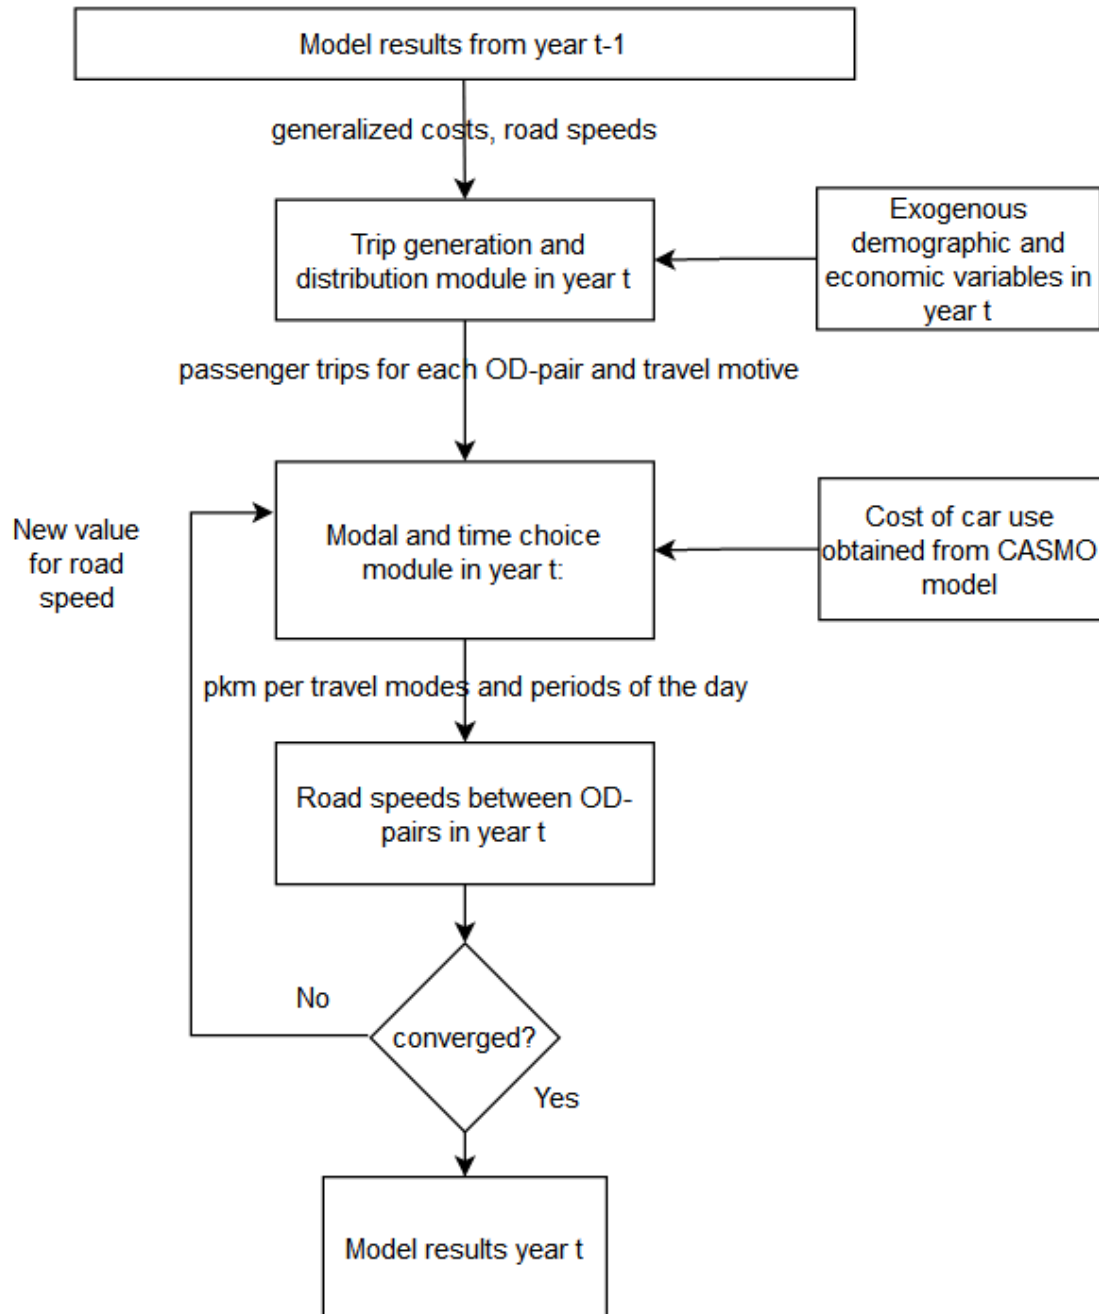 Model results from year t-1
generalized costs, road speeds
Trip generation and
distribution module in year t
Exogenous
demographic and
economic variables in
year t
passenger trips for each OD-pair and travel motive
New value
for road
speed
Modal and time choice
module in year t:
Cost of car use
obtained from CASMO
model
pkm per travel modes and periods of the day
Road speeds between OD-
pairs in year t
No
converged?
Yes
Model results year t